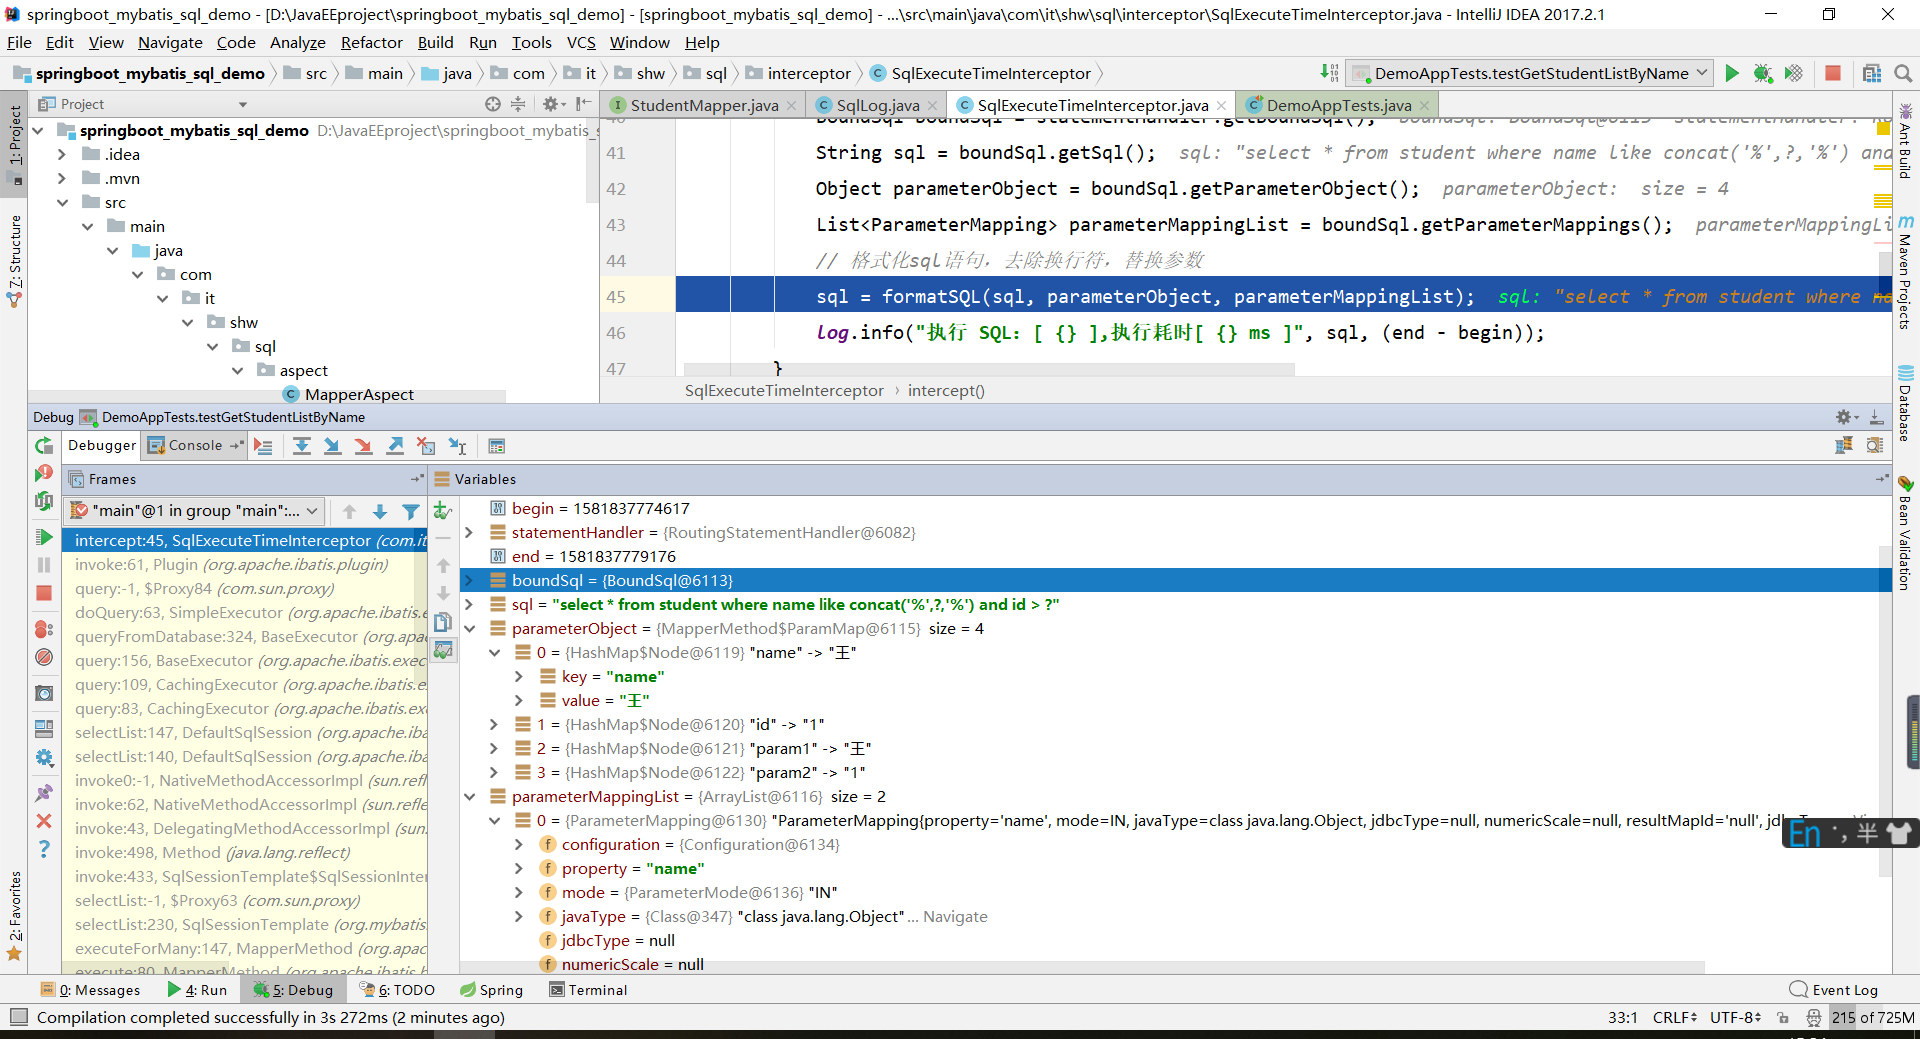 springboot_mybatis_sql_demo - [D:\JavaEEproject\springboot_mybatis_sql_demo] - [springboot_mybatis_sql_demo] - ...\src\main\java\com\it\shw\sql\interceptor\SqlExecuteTimeInterceptor.java - IntelliJ IDEA 2017.2.1
File Edit View Navigate Code Analyze Refactor Build Run Tools VCS Window Help
springboot_mybatis_sql_demo src main java com it shw sql interceptor SqlExecuteTimeInterceptor DemoAppTests.testGetStudentListByName
Project
StudentMapper.java SqlLog.java SqlExecuteTimeInterceptor.java DemoAppTests.java
springboot_mybatis_sql_demo D:\JavaEEproject\springboot_mybatis_s
.idea
.mvn
src
main
java
com
it
shw
sql
aspect
MapperAspect
40 BoundSql boundSql = statementHandler.getBoundSql(); boundSql: BoundSql@6113 statementHandler: Ro
41 String sql = boundSql.getSql(); sql: "select * from student where name like concat('%',?,'%') and
42 Object parameterObject = boundSql.getParameterObject(); parameterObject: size = 4
43 List<ParameterMapping> parameterMappingList = boundSql.getParameterMappings(); parameterMappingLi
44 // 格式化sql语句，去除换行符，替换参数
45 sql = formatSQL(sql, parameterObject, parameterMappingList); sql: "select * from student where na
46 log.info("执行 SQL：[ {} ],执行耗时[ {} ms ]", sql, (end - begin));
47 }
SqlExecuteTimeInterceptor › intercept()
1: Project
7: Structure
2: Favorites
Ant Build
Maven Projects
Database
Bean Validation
Debug DemoAppTests.testGetStudentListByName
Debugger Console
Frames
"main"@1 in group "main":...
intercept:45, SqlExecuteTimeInterceptor (com.it
invoke:61, Plugin (org.apache.ibatis.plugin)
query:-1, $Proxy84 (com.sun.proxy)
doQuery:63, SimpleExecutor (org.apache.ibatis.e
queryFromDatabase:324, BaseExecutor (org.apa
query:156, BaseExecutor (org.apache.ibatis.exec
query:109, CachingExecutor (org.apache.ibatis.e
query:83, CachingExecutor (org.apache.ibatis.ex
selectList:147, DefaultSqlSession (org.apache.ib
selectList:140, DefaultSqlSession (org.apache.ib
invoke0:-1, NativeMethodAccessorImpl (sun.refl
invoke:62, NativeMethodAccessorImpl (sun.refle
invoke:43, DelegatingMethodAccessorImpl (sun.
invoke:498, Method (java.lang.reflect)
invoke:433, SqlSessionTemplate$SqlSessionInter
selectList:-1, $Proxy63 (com.sun.proxy)
selectList:230, SqlSessionTemplate (org.mybatis
executeForMany:147, MapperMethod (org.apac
execute:80, MapperMethod (org.apache.ibatis.b
Variables
begin = 1581837774617
statementHandler = {RoutingStatementHandler@6082}
end = 1581837779176
boundSql = {BoundSql@6113}
sql = "select * from student where name like concat('%',?,'%') and id > ?"
parameterObject = {MapperMethod$ParamMap@6115} size = 4
0 = {HashMap$Node@6119} "name" -> "王"
key = "name"
value = "王"
1 = {HashMap$Node@6120} "id" -> "1"
2 = {HashMap$Node@6121} "param1" -> "王"
3 = {HashMap$Node@6122} "param2" -> "1"
parameterMappingList = {ArrayList@6116} size = 2
0 = {ParameterMapping@6130} "ParameterMapping{property='name', mode=IN, javaType=class java.lang.Object, jdbcType=null, numericScale=null, resultMapId='null', jdb
configuration = {Configuration@6134}
property = "name"
mode = {ParameterMode@6136} "IN"
javaType = {Class@347} "class java.lang.Object"... Navigate
jdbcType = null
numericScale = null
En 半
0: Messages 4: Run 5: Debug 6: TODO Spring Terminal Event Log
Compilation completed successfully in 3s 272ms (2 minutes ago) 33:1 CRLF UTF-8 215 of 725M